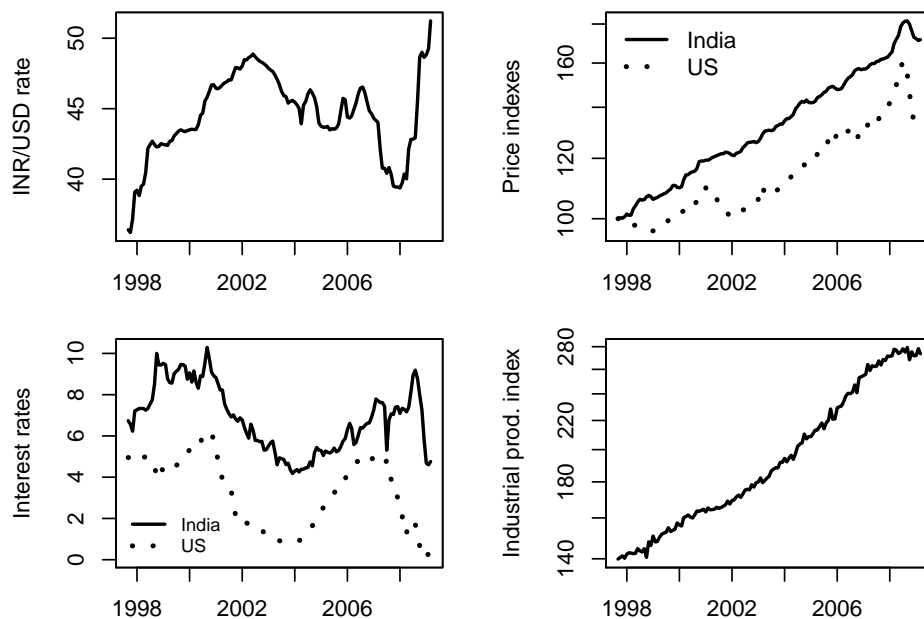 INR/USD rate
50
45
40
1998 2002 2006
Price indexes
160
120
100
India
US
1998 2002 2006
Interest rates
10
8
6
4
2
0
India
US
1998 2002 2006
Industrial prod. index
280
220
180
140
1998 2002 2006